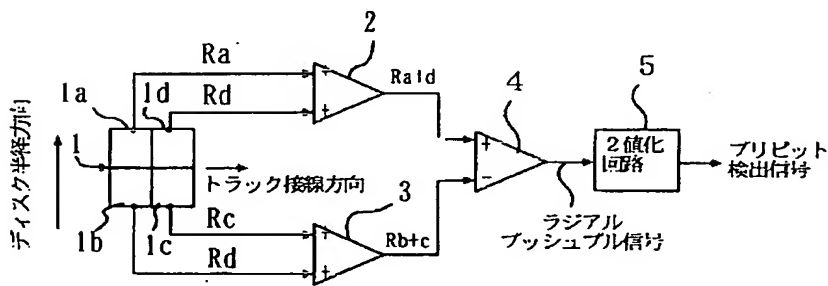 2
Ra
Ra+d
1a
1d
Rd
4
5
ディスク半径方向
1
2値化
回路
プリピット
検出信号
トラック接線方向
3
ラジアル
プッシュプル信号
1b
1c
Rc
Rb+c
Rd